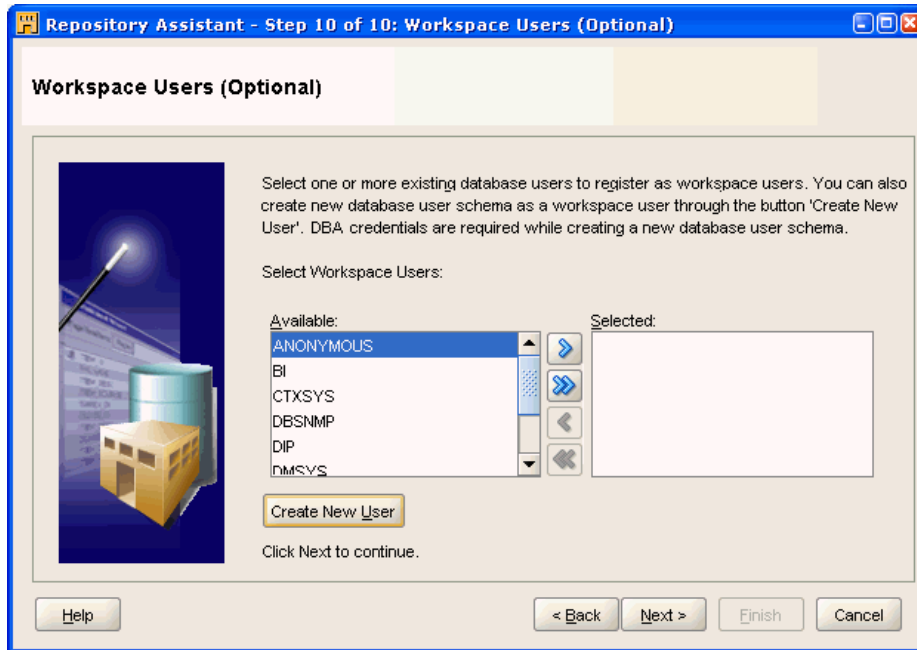 Repository Assistant - Step 10 of 10: Workspace Users (Optional)
Workspace Users (Optional)
Select one or more existing database users to register as workspace users. You can also
create new database user schema as a workspace user through the button 'Create New
User'. DBA credentials are required while creating a new database user schema.
Select Workspace Users:
Available:
Selected:
ANONYMOUS
BI
CTXSYS
DBSNMP
DIP
DMSYS
Create New User
Click Next to continue.
Help
< Back
Next >
Finish
Cancel